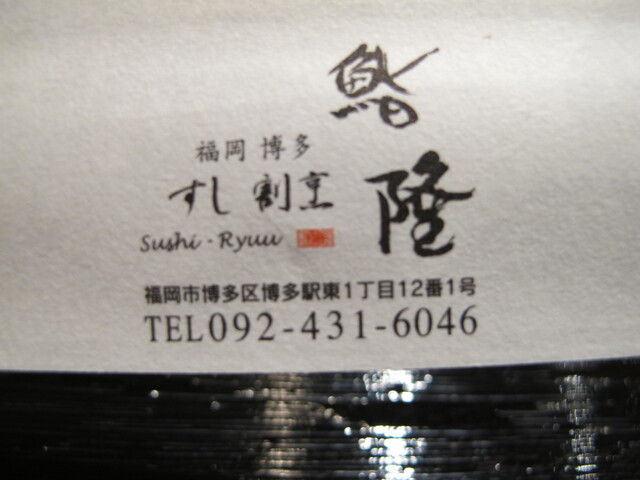 鮨 隆
福岡 博多
すし 割烹
Sushi・Ryuu
福岡市博多区博多駅東1丁目12番1号
TEL092-431-6046